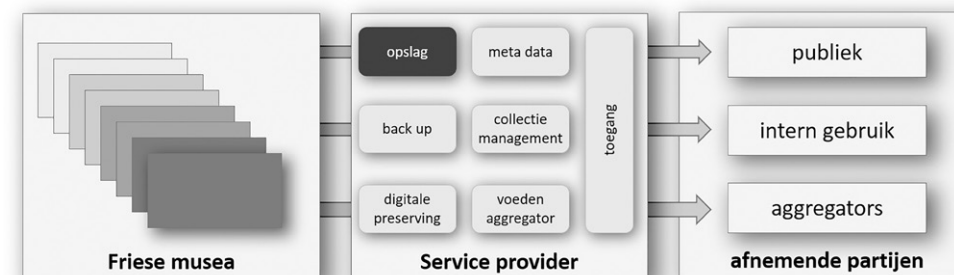 opslag
meta data
back up
collectie
management
digitale
preserving
voeden
aggregator
toegang
publiek
intern gebruik
aggregators
Friese musea
Service provider
afnemende partijen